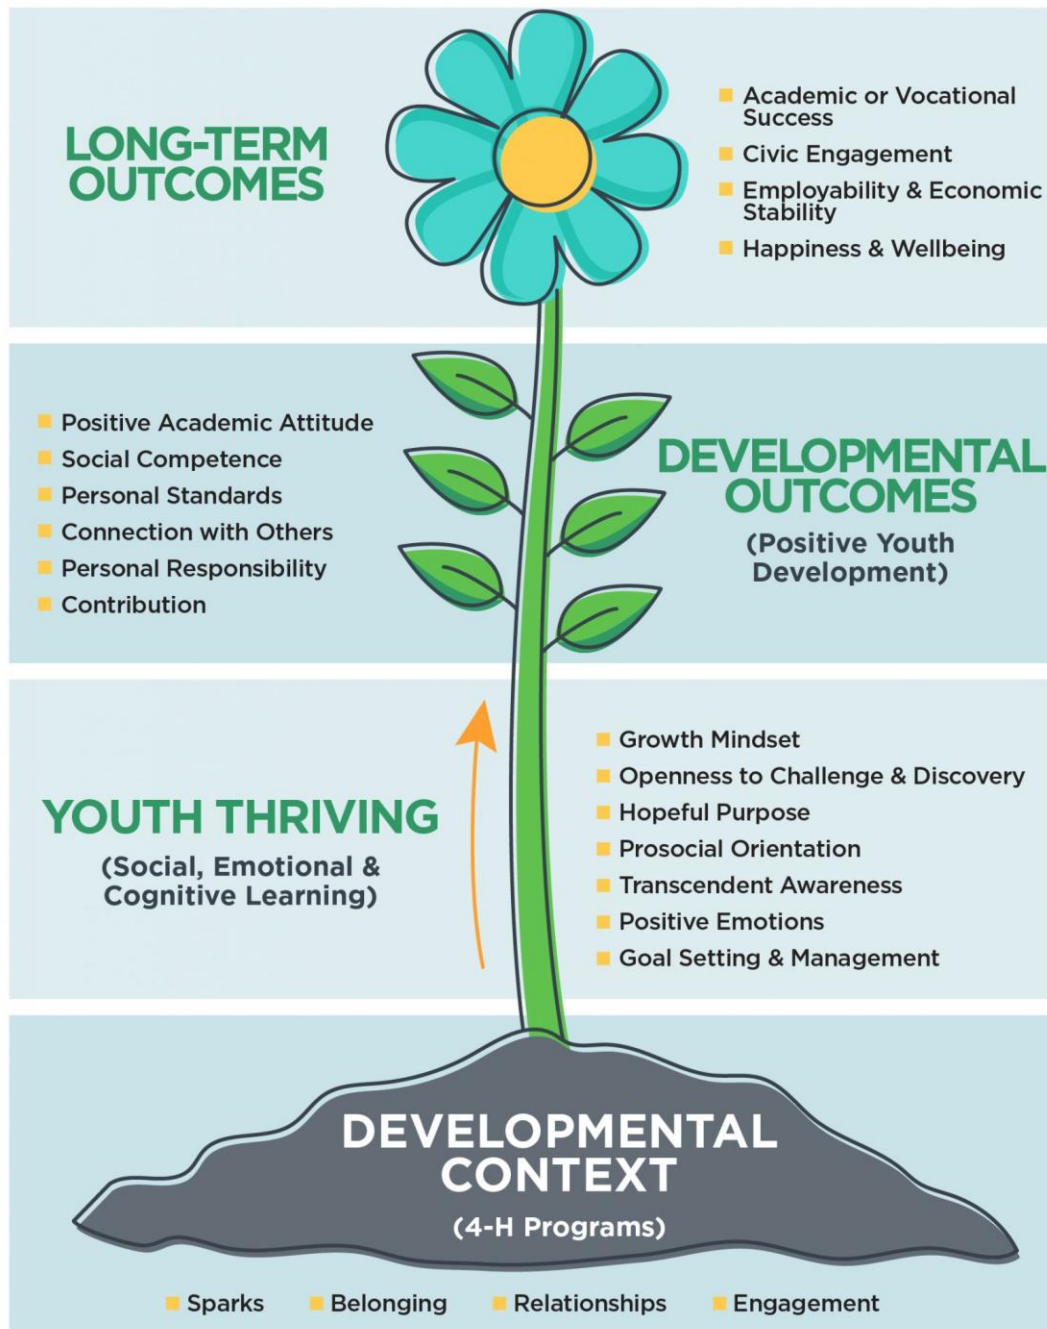 LONG-TERM
OUTCOMES
Academic or Vocational
Success
Civic Engagement
Employability & Economic
Stability
Happiness & Wellbeing
Positive Academic Attitude
Social Competence
Personal Standards
Connection with Others
Personal Responsibility
Contribution
DEVELOPMENTAL
OUTCOMES
(Positive Youth
Development)
YOUTH THRIVING
(Social, Emotional &
Cognitive Learning)
Growth Mindset
Openness to Challenge & Discovery
Hopeful Purpose
Prosocial Orientation
Transcendent Awareness
Positive Emotions
Goal Setting & Management
DEVELOPMENTAL
CONTEXT
(4-H Programs)
Sparks Belonging Relationships Engagement